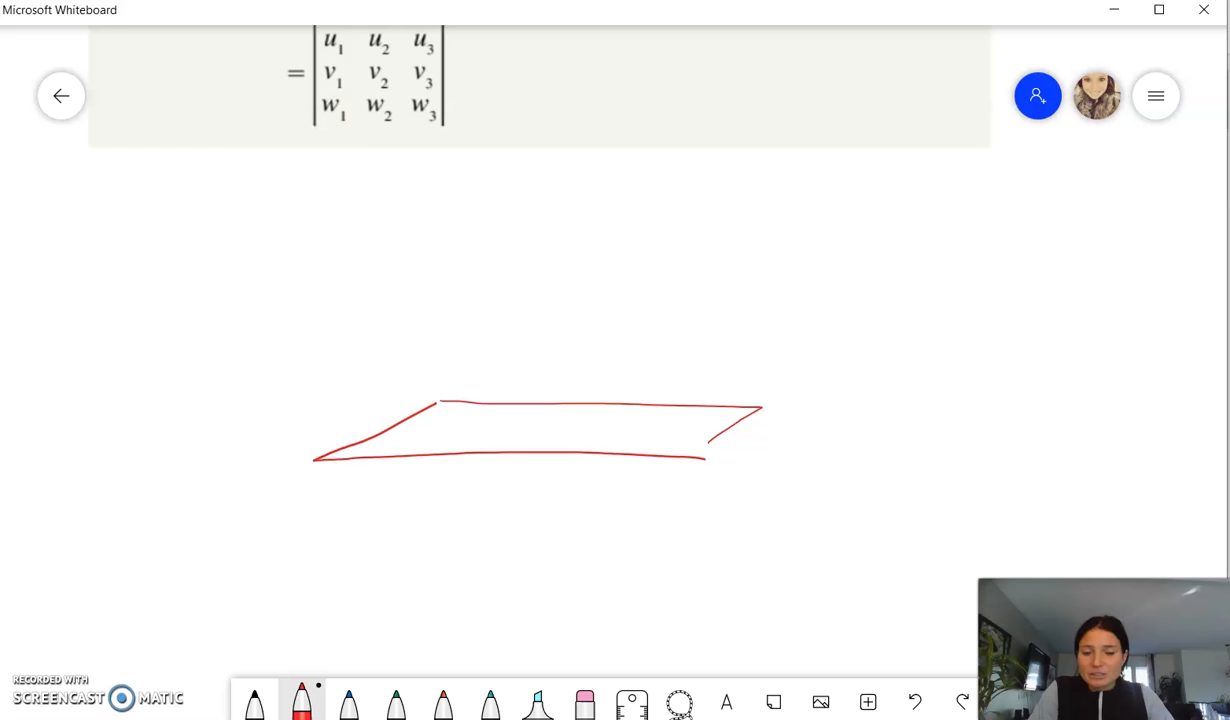 Microsoft Whiteboard
u₁ u₂ u₃
= v₁ v₂ v₃
w₁ w₂ w₃
RECORDED WITH
SCREENCAST MATIC
A